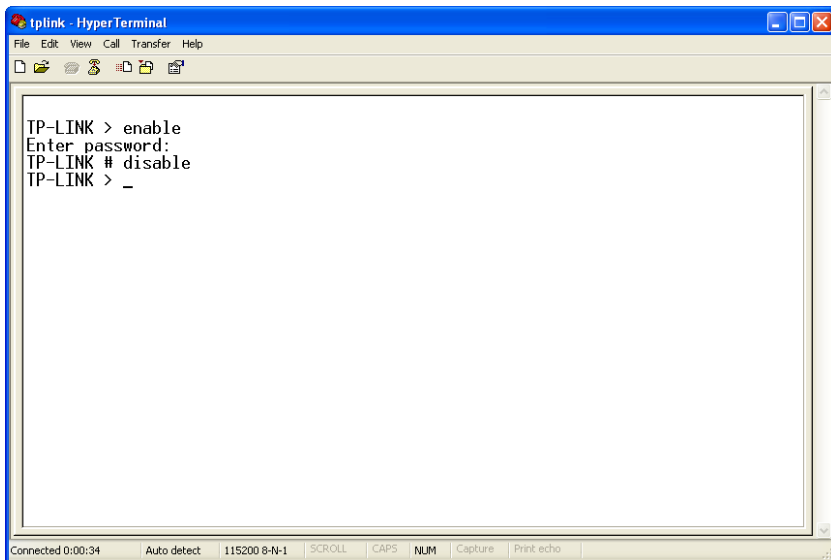 tplink - HyperTerminal
File Edit View Call Transfer Help
TP-LINK > enable
Enter password:
TP-LINK # disable
TP-LINK > _
Connected 0:00:34 Auto detect 115200 8-N-1 SCROLL CAPS NUM Capture Print echo